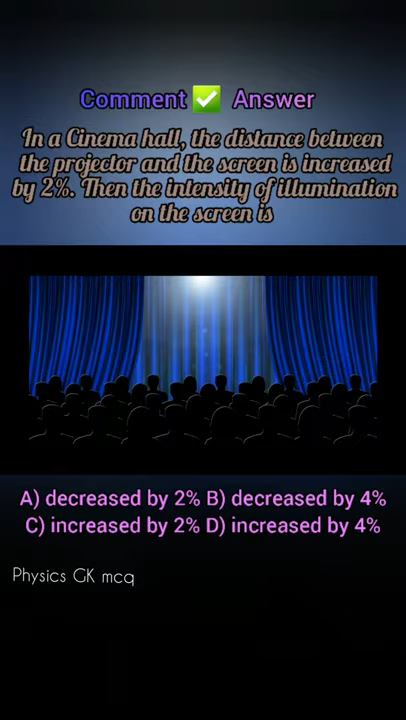 Comment ✅ Answer
In a Cinema hall, the distance between
the projector and the screen is increased
by 2%. Then the intensity of illumination
on the screen is
A) decreased by 2% B) decreased by 4%
C) increased by 2% D) increased by 4%
Physics GK mcq